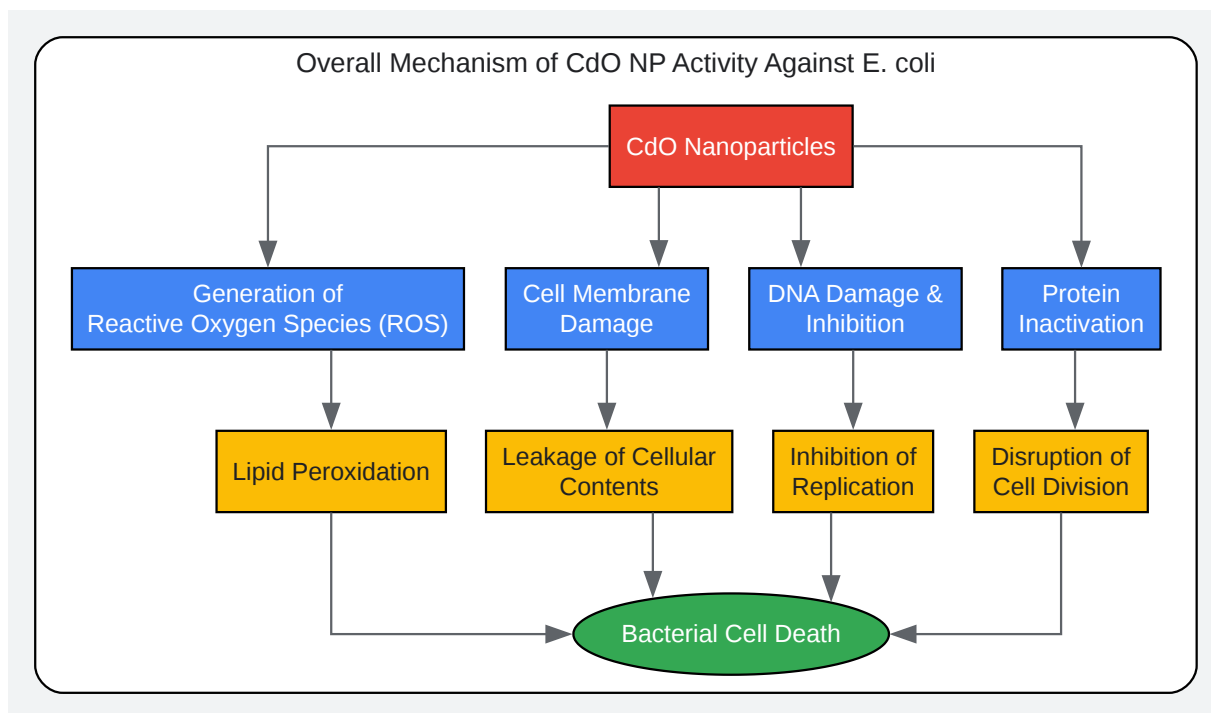 Overall Mechanism of CdO NP Activity Against E. coli
CdO Nanoparticles
Generation of
Reactive Oxygen Species (ROS)
Cell Membrane
Damage
DNA Damage &
Inhibition
Protein
Inactivation
Lipid Peroxidation
Leakage of Cellular
Contents
Inhibition of
Replication
Disruption of
Cell Division
Bacterial Cell Death